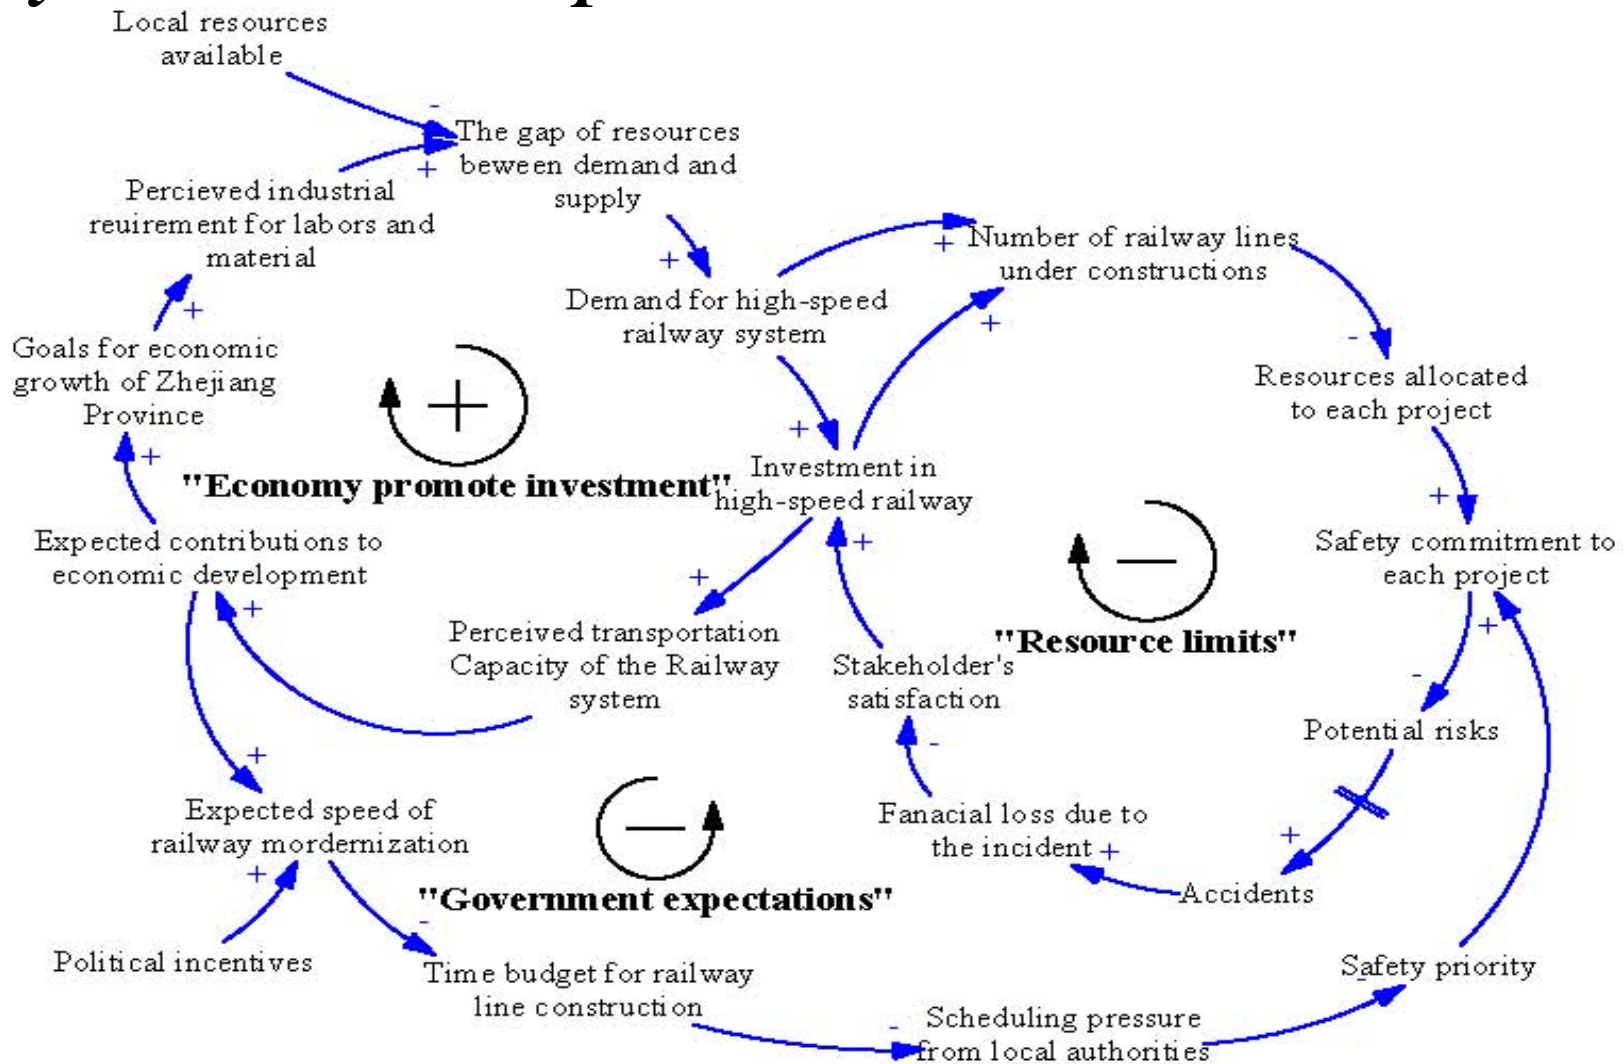 Local resources
available
-
The gap of resources
beween demand and
supply
+
Percieved industrial
reuirement for labors and
material
+
Number of railway lines
under constructions
+
+
Demand for high-speed
railway system
+
Goals for economic
growth of Zhejiang
Province
+
-
Resources allocated
to each project
+
+
Investment in
high-speed railway
"Economy promote investment"
+
+
Expected contributions to
economic development
+
Safety commitment to
each project
+
+
Perceived transportation
Capacity of the Railway
system
Stakeholder's
satisfaction
"Resource limits"
+
-
Potential risks
-
+
Expected speed of
railway mordernization
+
Fanacial loss due to
the incident
+
+
Accidents
"Government expectations"
-
Political incentives
Time budget for railway
line construction
Safety priority
-
-
Scheduling pressure
from local authorities